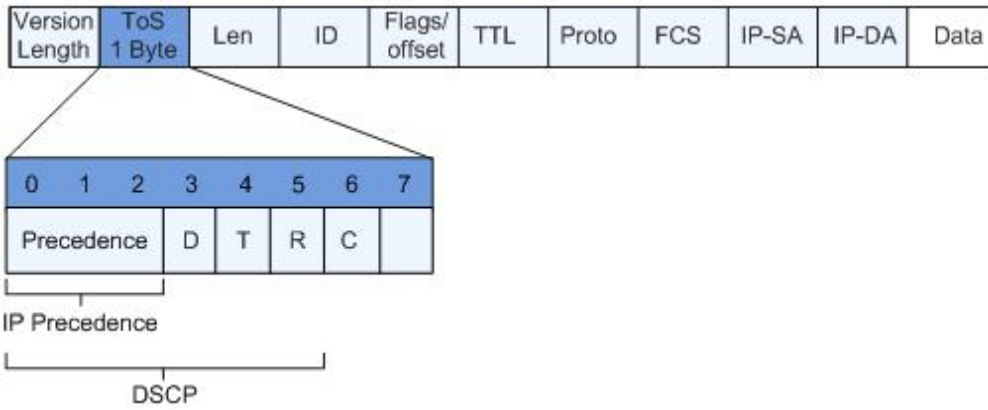 Version Length ToS 1 Byte Len ID Flags/ offset TTL Proto FCS IP-SA IP-DA Data
0 1 2 3 4 5 6 7
Precedence D T R C
IP Precedence
DSCP